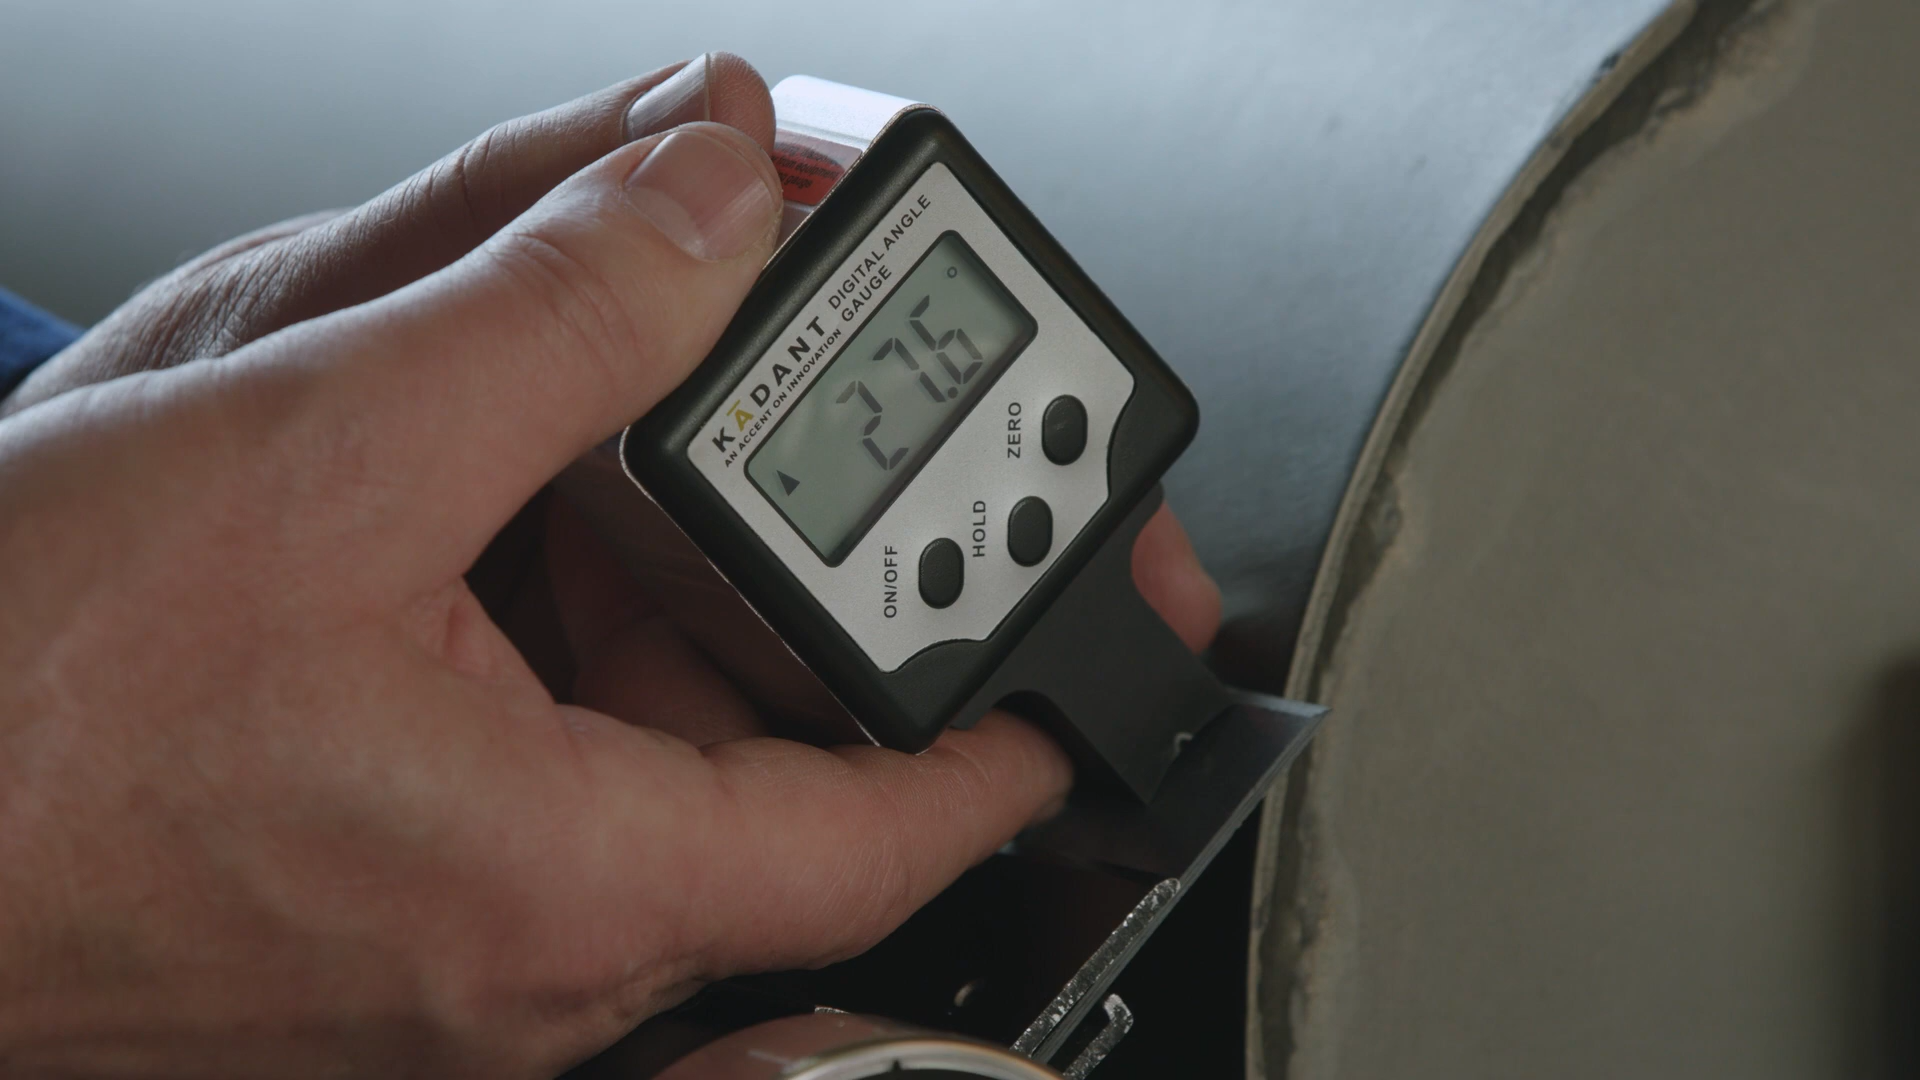 KADANT DIGITAL ANGLE
AN ACCENT ON INNOVATION GAUGE
27.6°
ZERO
HOLD
ON/OFF